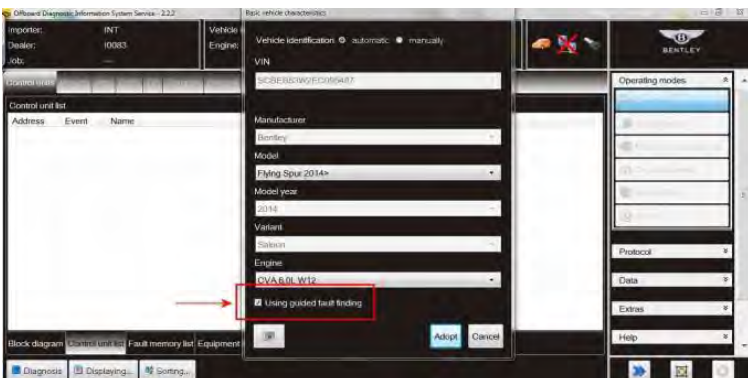 Offboard Diagnostic Information System Service - 2.2.2
Importer: INT
Dealer: I0083
Job: ---
Vehicle
Engine:
Control units
Control unit list
Address Event Name
Basic vehicle characteristics
Vehicle identification automatic manually
VIN
Manufacturer
Bentley
Model
Flying Spur 2014>
Model year
2014
Variant
Saloon
Engine
CVA 6.0L W12
Using guided fault finding
Adopt Cancel
BENTLEY
Operating modes
Protocol
Data
Extras
Help
Block diagram Control unit list Fault memory list Equipment
Diagnosis Displaying... Sorting...